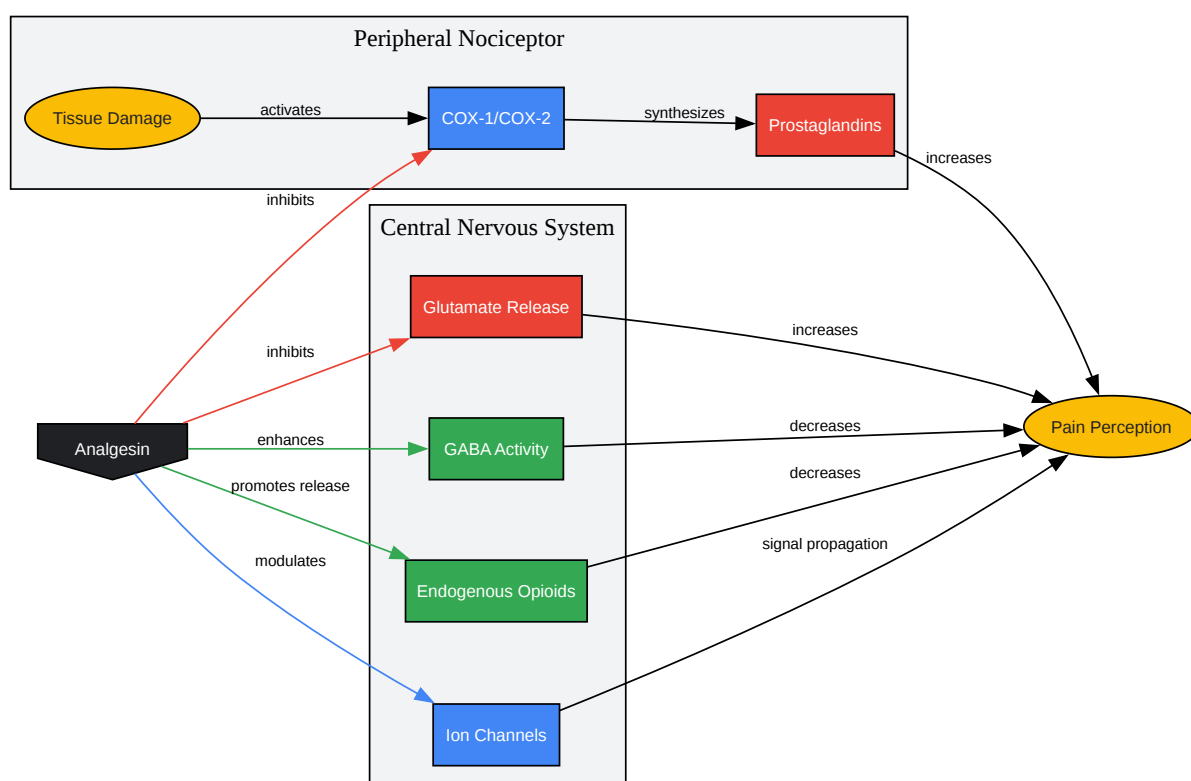 Peripheral Nociceptor
Tissue Damage
activates
COX-1/COX-2
synthesizes
Prostaglandins
increases
inhibits
Central Nervous System
Glutamate Release
increases
inhibits
Analgesin
enhances
GABA Activity
decreases
Pain Perception
promotes release
decreases
Endogenous Opioids
modulates
signal propagation
Ion Channels